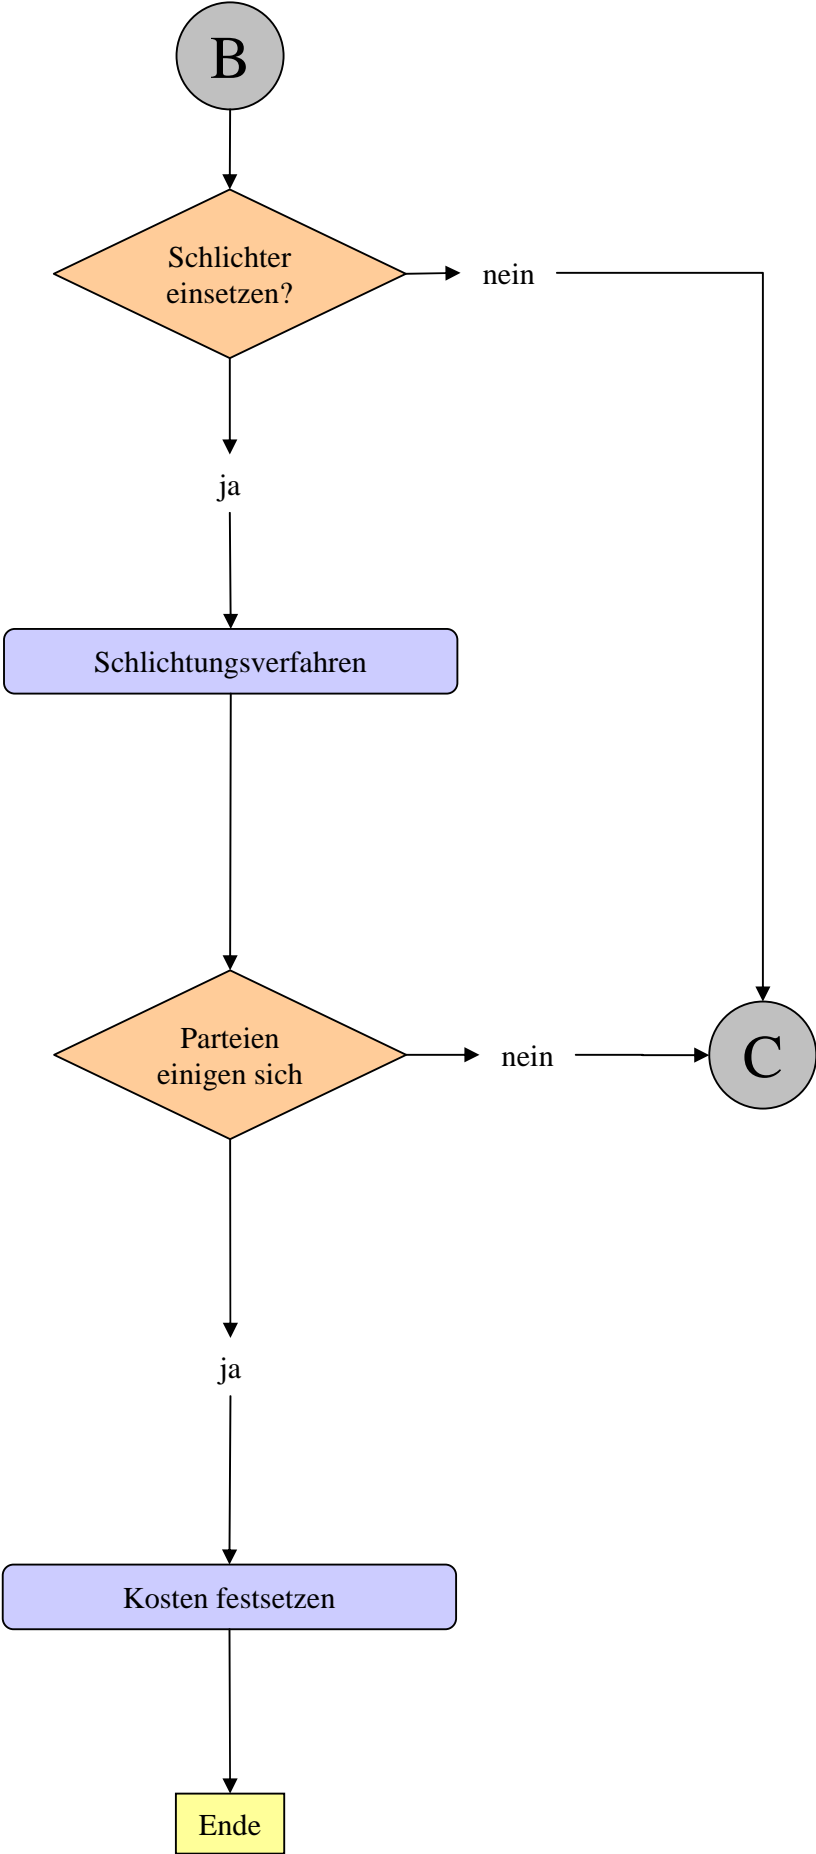 B
Schlichter
einsetzen?
nein
ja
Schlichtungsverfahren
Parteien
einigen sich
nein
C
ja
Kosten festsetzen
Ende